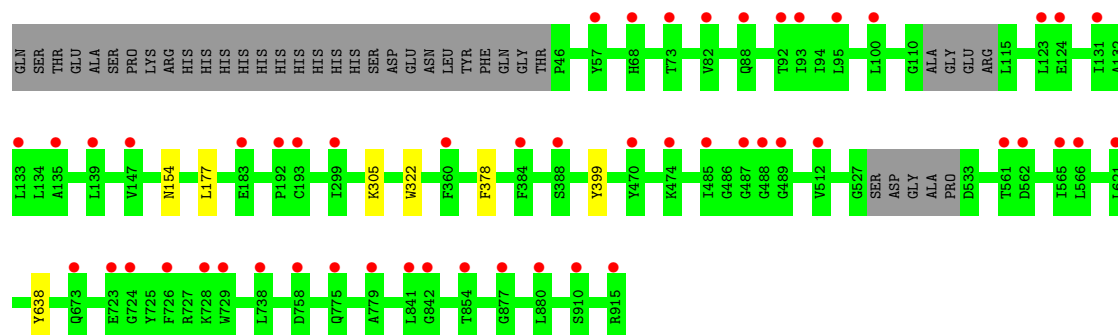 GLN SER THR GLU ALA SER PRO LYS ARG HIS HIS HIS HIS HIS HIS HIS HIS HIS HIS SER ASP GLU ASN LEU TYR PHE GLN GLY THR P46 Y57 H68 T73 V82 Q88 T92 I93 I94 L95 L100 G110 ALA GLY GLU ARG L115 L123 E124 I131 A132
L133 L134 A135 L139 V147 N154 L177 E183 P192 C193 I299 K305 W322 F360 F378 F384 S388 Y399 Y470 K474 I485 G486 G487 G488 G489 V512 G527 SER ASP GLY ALA PRO D533 T561 D562 I565 L566
Y638 Q673 E723 G724 Y725 F726 R727 K728 W729 L738 D758 Q775 A779 L841 G842 T854 G877 L880 S910 R915